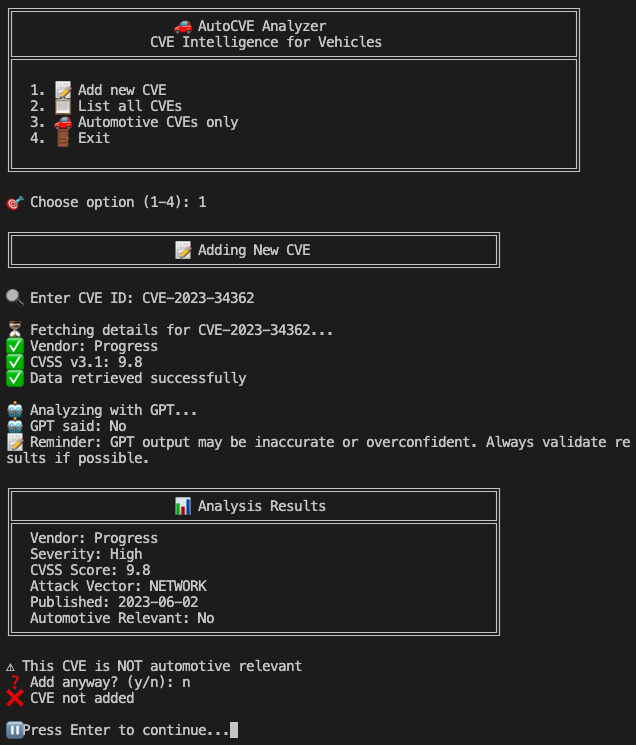 🚗 AutoCVE Analyzer
CVE Intelligence for Vehicles
1. 📝 Add new CVE
2. 📋 List all CVEs
3. 🚗 Automotive CVEs only
4. 🚪 Exit
🎯 Choose option (1-4): 1
📝 Adding New CVE
🔍 Enter CVE ID: CVE-2023-34362
⏳ Fetching details for CVE-2023-34362...
✅ Vendor: Progress
✅ CVSS v3.1: 9.8
✅ Data retrieved successfully
🤖 Analyzing with GPT...
🤖 GPT said: No
📝 Reminder: GPT output may be inaccurate or overconfident. Always validate re
sults if possible.
📊 Analysis Results
Vendor: Progress
Severity: High
CVSS Score: 9.8
Attack Vector: NETWORK
Published: 2023-06-02
Automotive Relevant: No
⚠ This CVE is NOT automotive relevant
❓ Add anyway? (y/n): n
❌ CVE not added
⏸️Press Enter to continue...